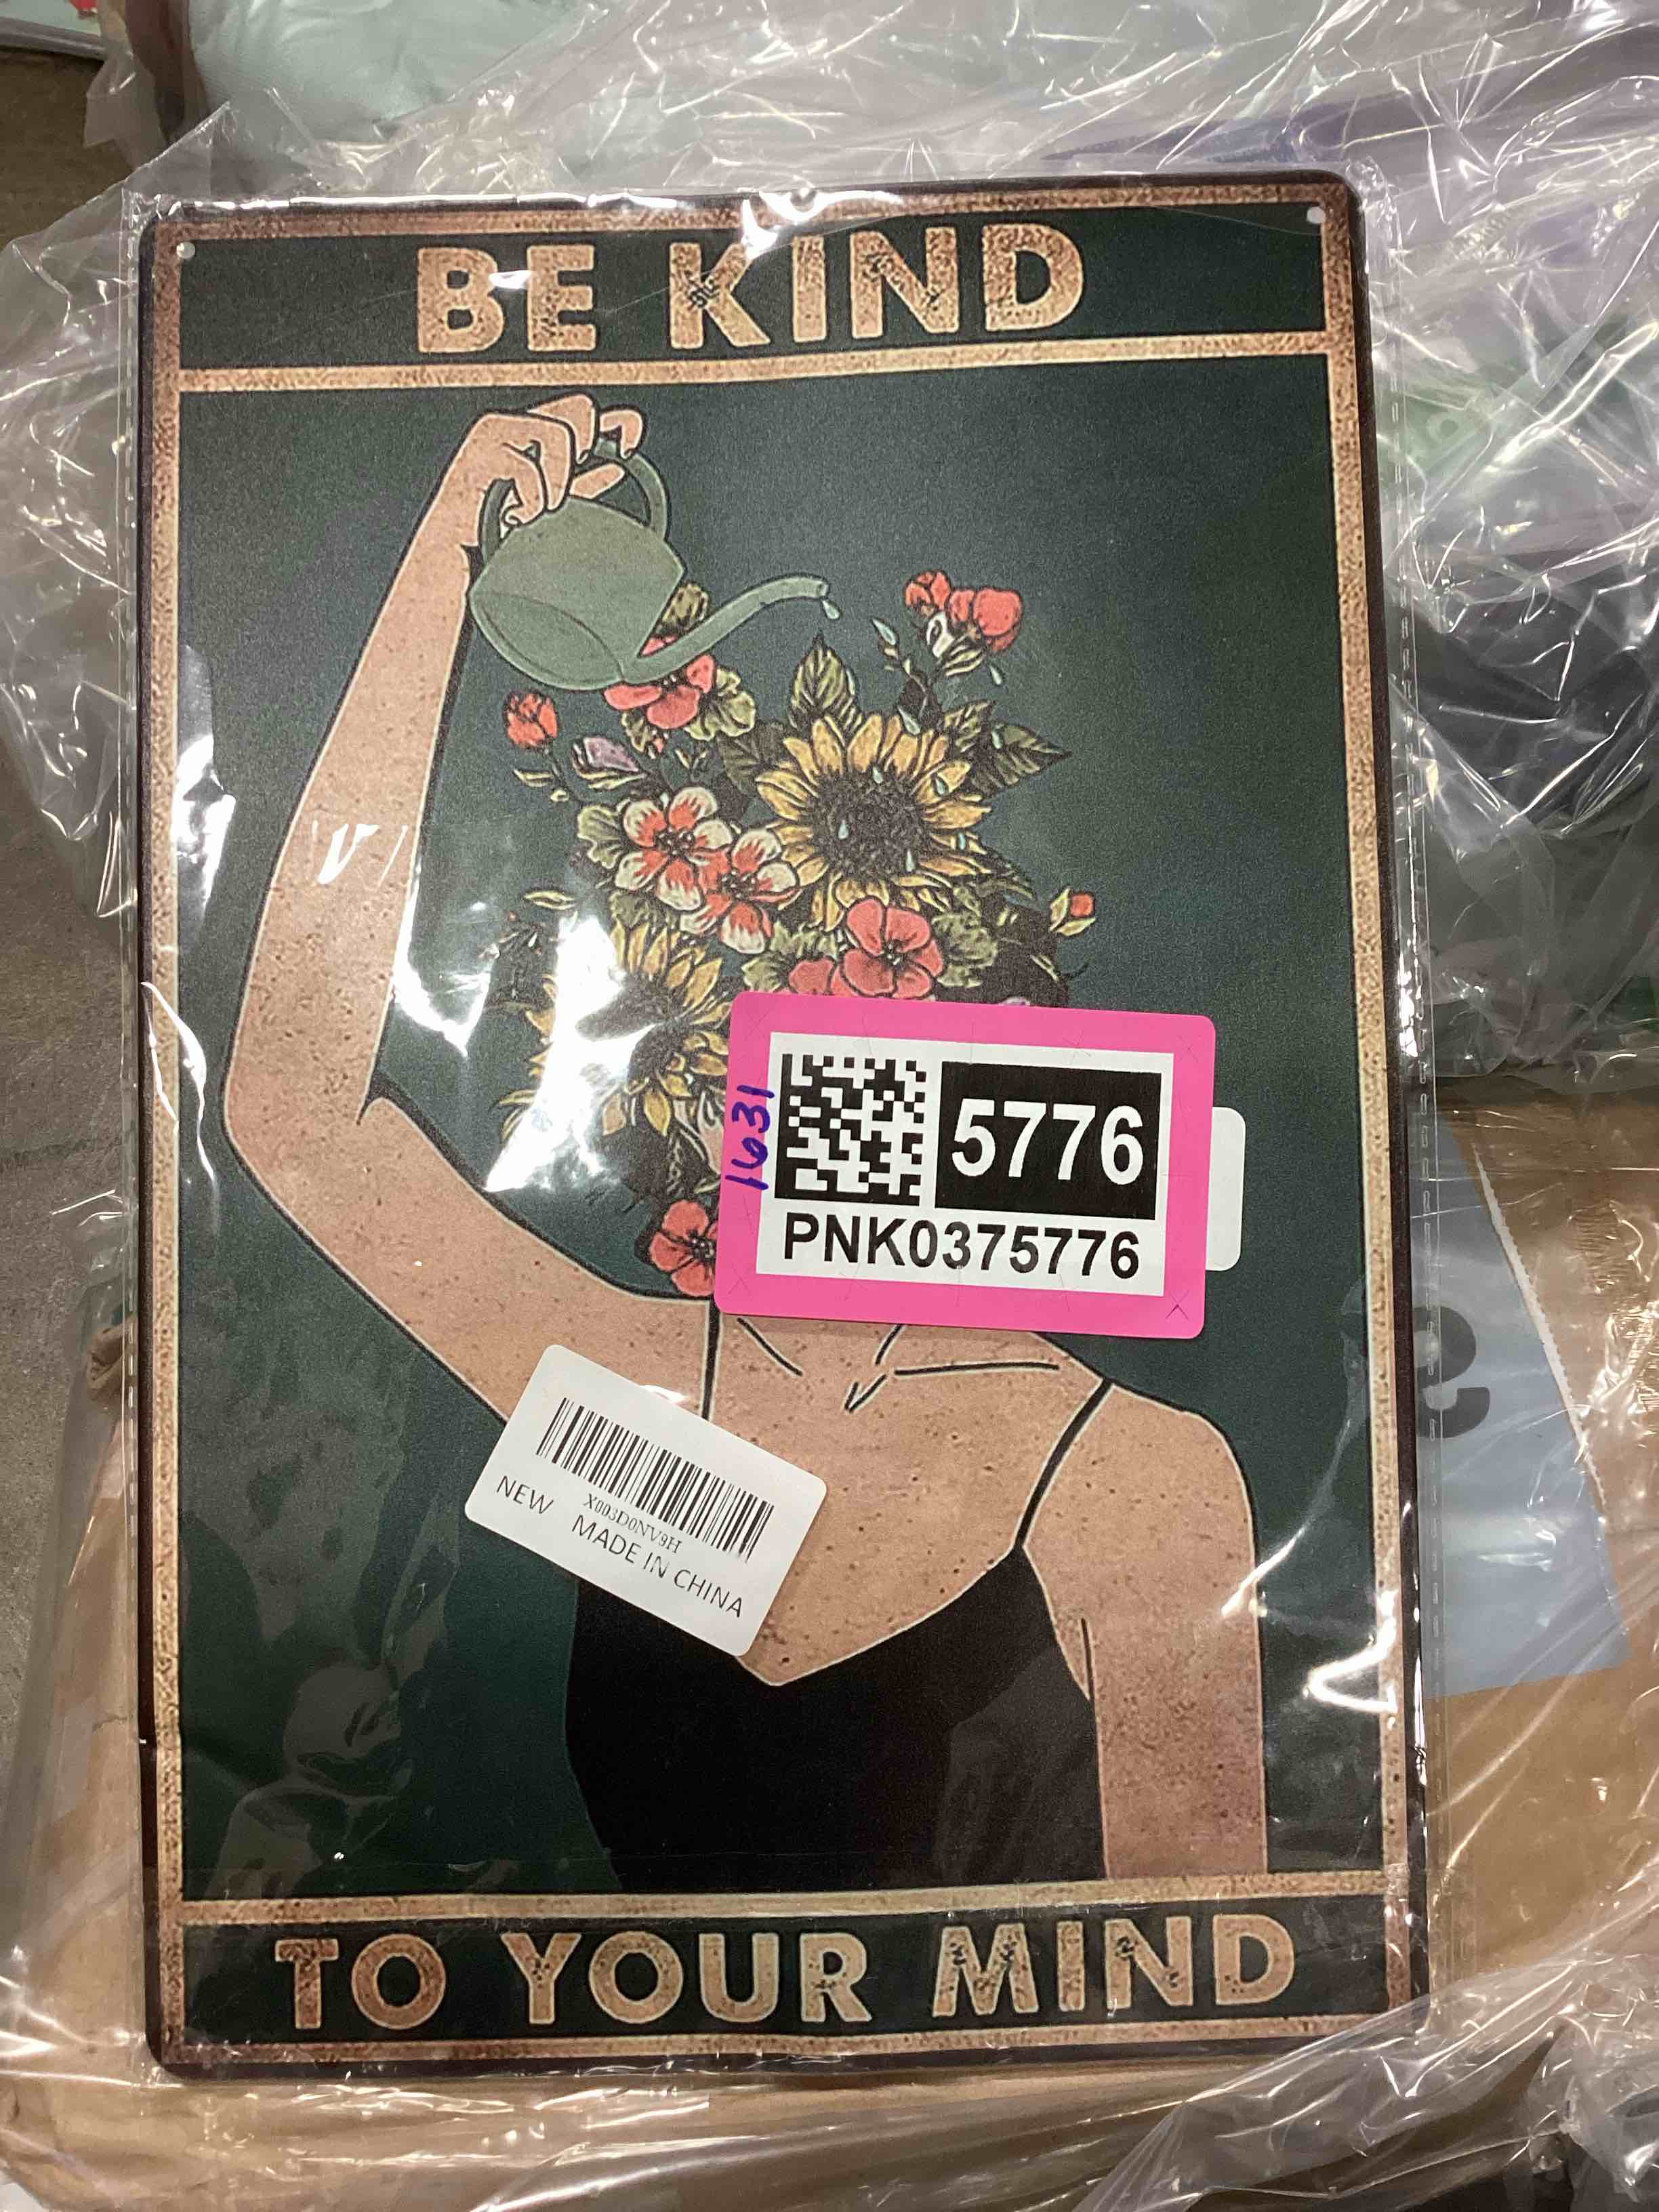 BE KIND
1631
5776
PNK0375776
X003D0NV9H
NEW MADE IN CHINA
TO YOUR MIND
e